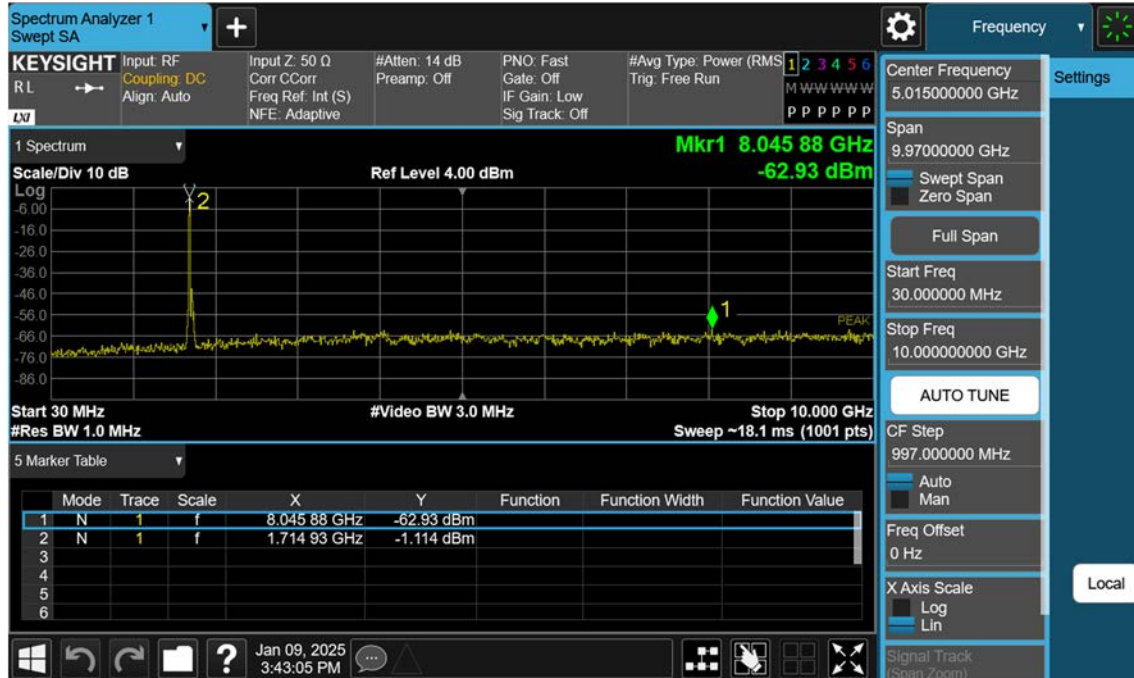 Spectrum Analyzer 1
Swept SA
Frequency
KEYSIGHT
RL
LXI
Input: RF
Coupling: DC
Align: Auto
Input Z: 50 Ω
Corr CCorr
Freq Ref: Int (S)
NFE: Adaptive
#Atten: 14 dB
Preamp: Off
PNO: Fast
Gate: Off
IF Gain: Low
Sig Track: Off
#Avg Type: Power (RMS
Trig: Free Run
1 2 3 4 5 6
M W W W W W
P P P P P P
1 Spectrum
Mkr1 8.045 88 GHz
Scale/Div 10 dB Ref Level 4.00 dBm -62.93 dBm
Log
-6.00
-16.0
-26.0
-36.0
-46.0
-56.0
-66.0
-76.0
-86.0
2
1
PEAK
Start 30 MHz #Video BW 3.0 MHz Stop 10.000 GHz
#Res BW 1.0 MHz Sweep ~18.1 ms (1001 pts)
5 Marker Table
Mode Trace Scale X Y Function Function Width Function Value
1 N 1 f 8.045 88 GHz -62.93 dBm
2 N 1 f 1.714 93 GHz -1.114 dBm
3
4
5
6
?
Jan 09, 2025
3:43:05 PM
Center Frequency
5.015000000 GHz
Span
9.97000000 GHz
Swept Span
Zero Span
Full Span
Start Freq
30.000000 MHz
Stop Freq
10.000000000 GHz
AUTO TUNE
CF Step
997.000000 MHz
Auto
Man
Freq Offset
0 Hz
X Axis Scale
Log
Lin
Signal Track
(Span Zoom)
Settings
Local